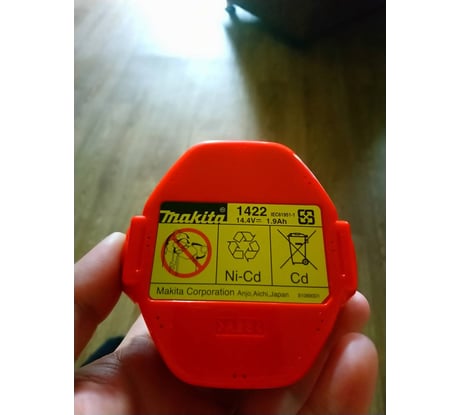 makita 1422 IEC61951-1
14.4V⎓ 1.9Ah
Ni-Cd
Cd
Makita Corporation Anjo,Aichi,Japan